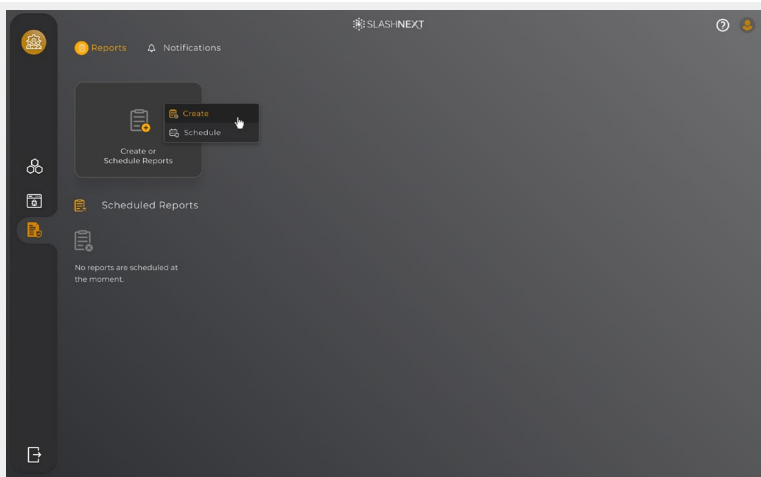 SLASHNEXT
Reports
Notifications
Create
Schedule
Create or
Schedule Reports
Scheduled Reports
No reports are scheduled at
the moment.